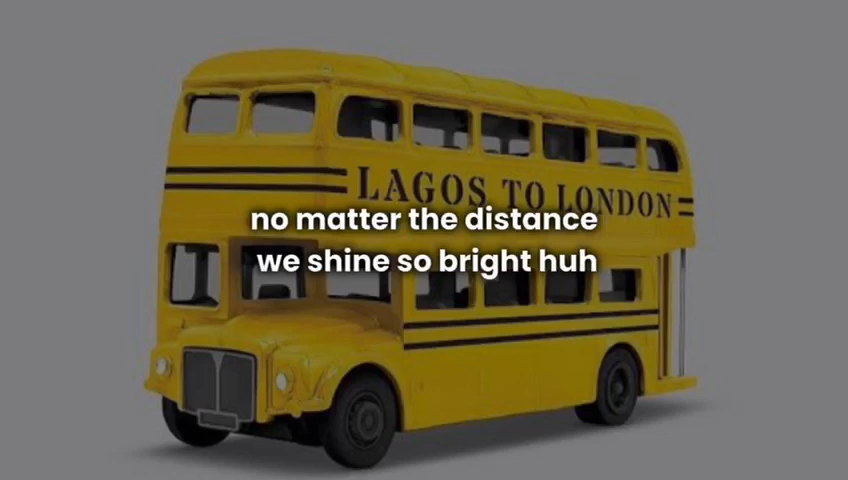 LAGOS TO LONDON
no matter the distance
we shine so bright huh